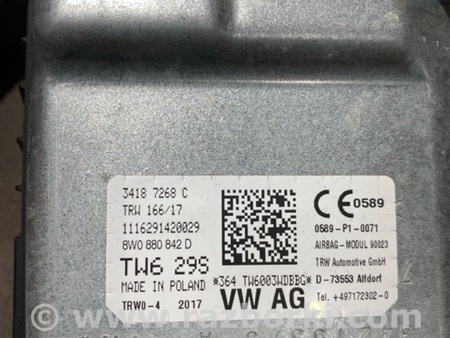 3418 7268 C
TRW 166/17
1116291420029
8W0 880 842 D
TW6 29S
MADE IN POLAND
TRW0-4 2017
*364 TW6003WDBBG*
VW AG
CE 0589
0589-P1-0071
AIRBAG-MODUL 90023
TRW Automotive GmbH
D-73553 Alfdorf
Tel. +497172302-0